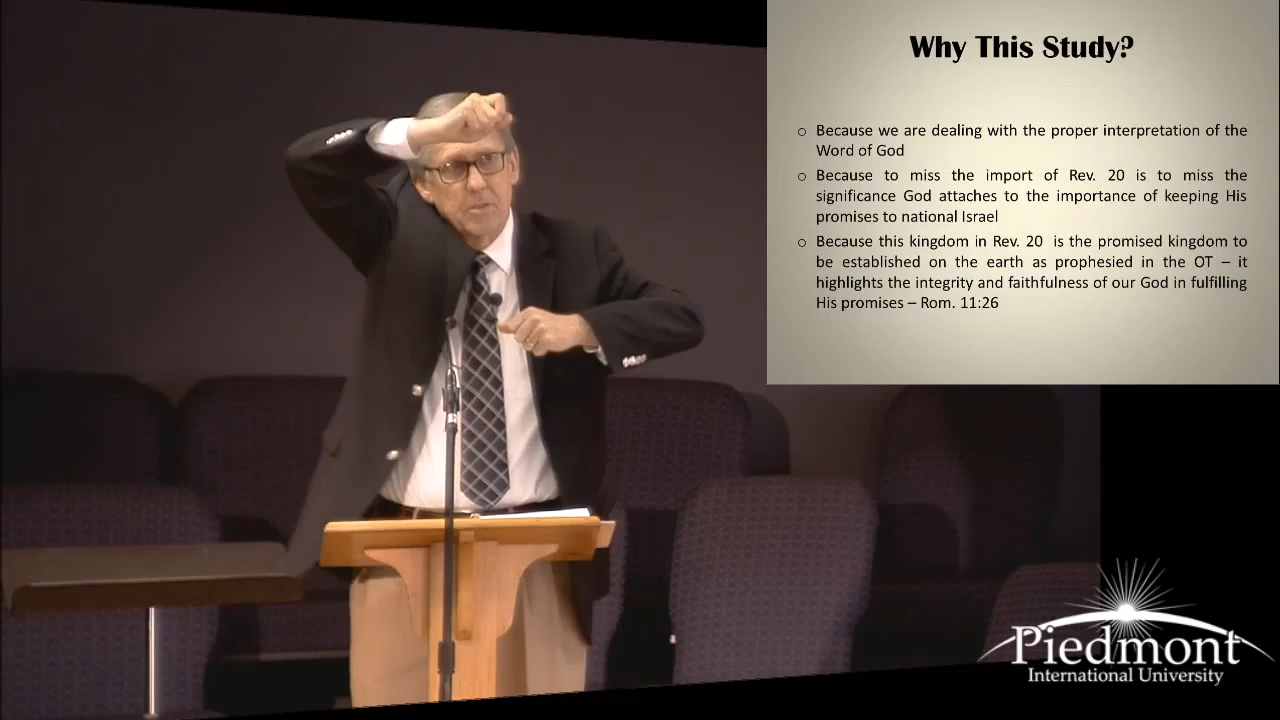 Why This Study?
o Because we are dealing with the proper interpretation of the
Word of God
o Because to miss the import of Rev. 20 is to miss the
significance God attaches to the importance of keeping His
promises to national Israel
o Because this kingdom in Rev. 20 is the promised kingdom to
be established on the earth as prophesied in the OT – it
highlights the integrity and faithfulness of our God in fulfilling
His promises – Rom. 11:26
Piedmont
International University